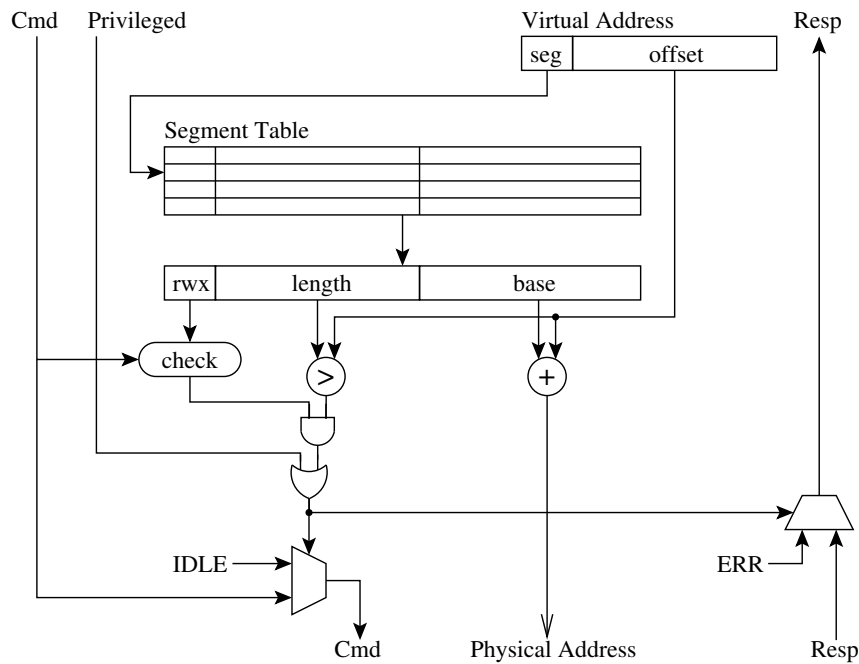 Cmd Privileged Virtual Address Resp
seg offset
Segment Table
rwx length base
check > +
IDLE ERR
Cmd Physical Address Resp